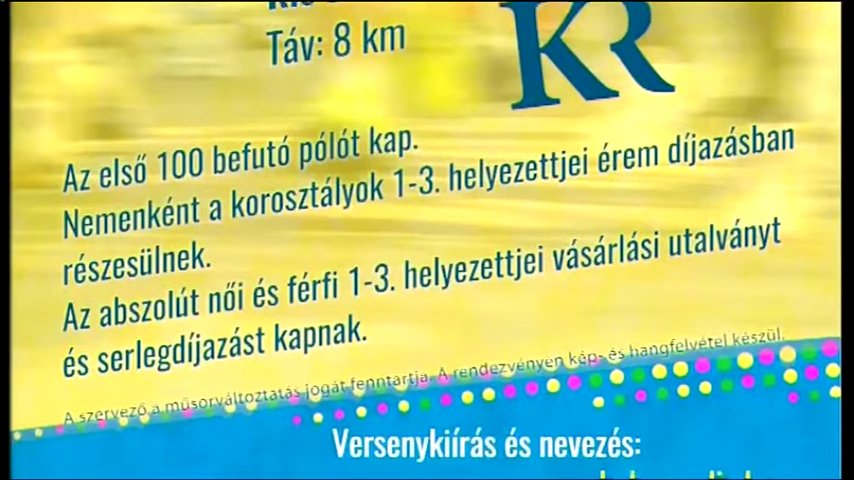 Táv: 8 km
KR
Az első 100 befutó pólót kap.
Nemenként a korosztályok 1-3. helyezettjei érem díjazásban
részesülnek.
Az abszolút női és férfi 1-3. helyezettjei vásárlási utalványt
és serlegdíjazást kapnak.
A szervező a műsorváltoztatás jogát fenntartja. A rendezvényen kép- és hangfelvétel készül.
Versenykiírás és nevezés: